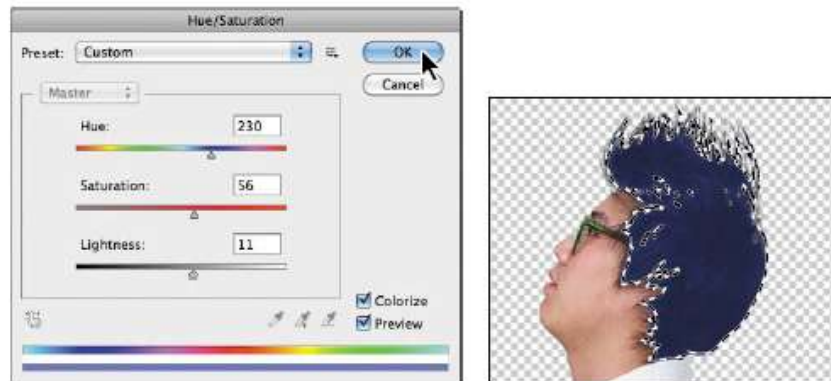 Hue/Saturation
Preset: Custom
OK
Cancel
Master
Hue: 230
Saturation: 56
Lightness: 11
Colorize
Preview